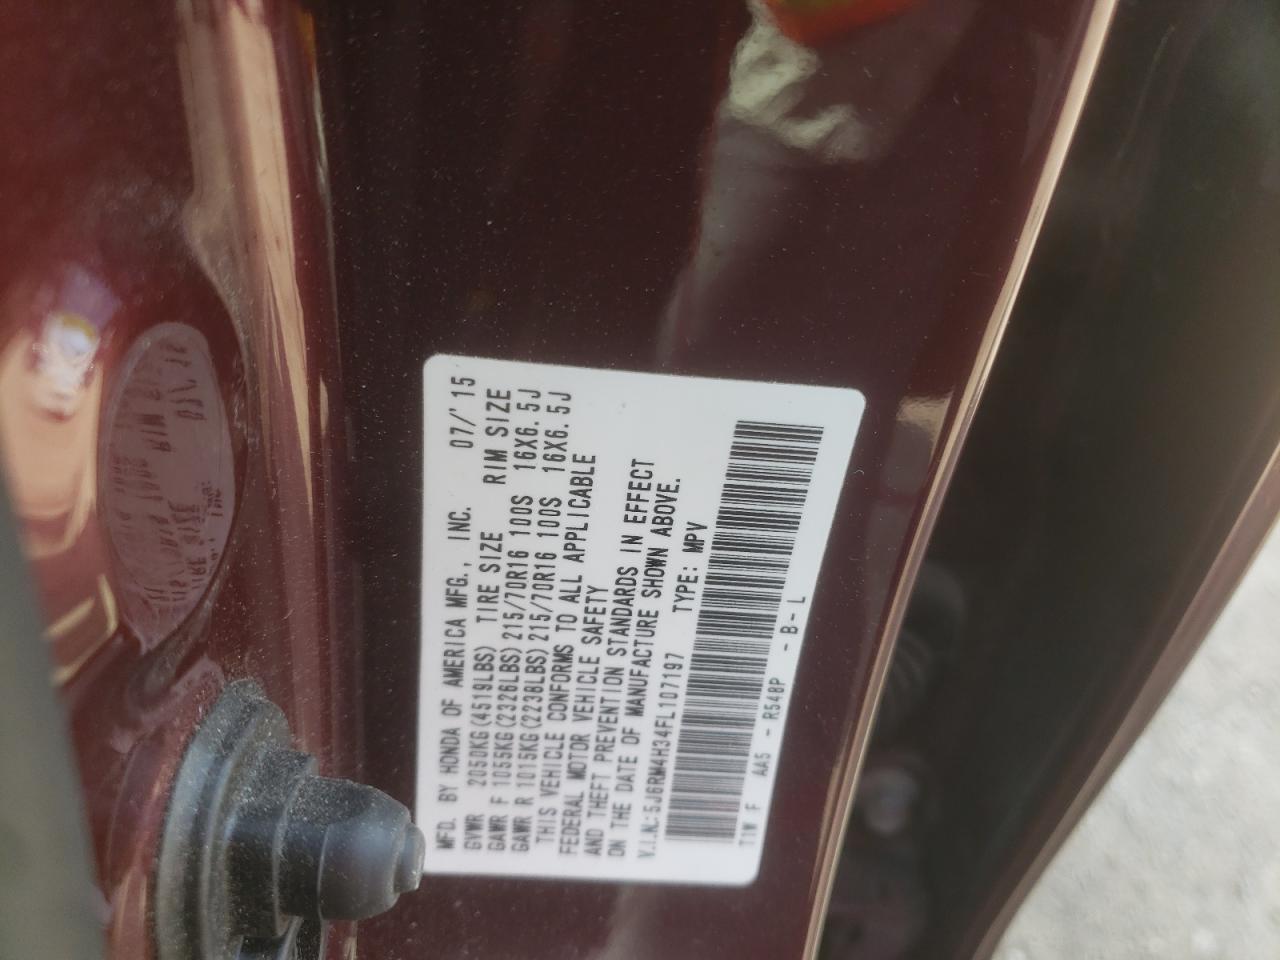 MFD. BY HONDA OF AMERICA MFG., INC. 07/'15
GVWR 2050KG(4519LBS) TIRE SIZE RIM SIZE
GAWR F 1055KG(2326LBS) 215/70R16 100S 16X6.5J
GAWR R 1015KG(2238LBS) 215/70R16 100S 16X6.5J
THIS VEHICLE CONFORMS TO ALL APPLICABLE
FEDERAL MOTOR VEHICLE SAFETY
AND THEFT PREVENTION STANDARDS IN EFFECT
ON THE DATE OF MANUFACTURE SHOWN ABOVE.
V.I.N.: 5J6RM4H34FL107197 TYPE: MPV
T1W F AA5 - R548P - B- L